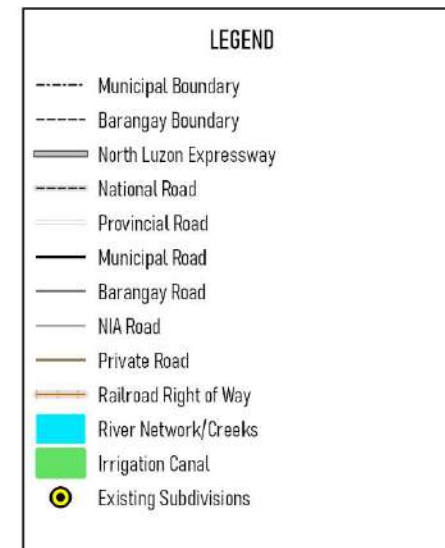 LEGEND
Municipal Boundary
Barangay Boundary
North Luzon Expressway
National Road
Provincial Road
Municipal Road
Barangay Road
NIA Road
Private Road
Railroad Right of Way
River Network/Creeks
Irrigation Canal
Existing Subdivisions